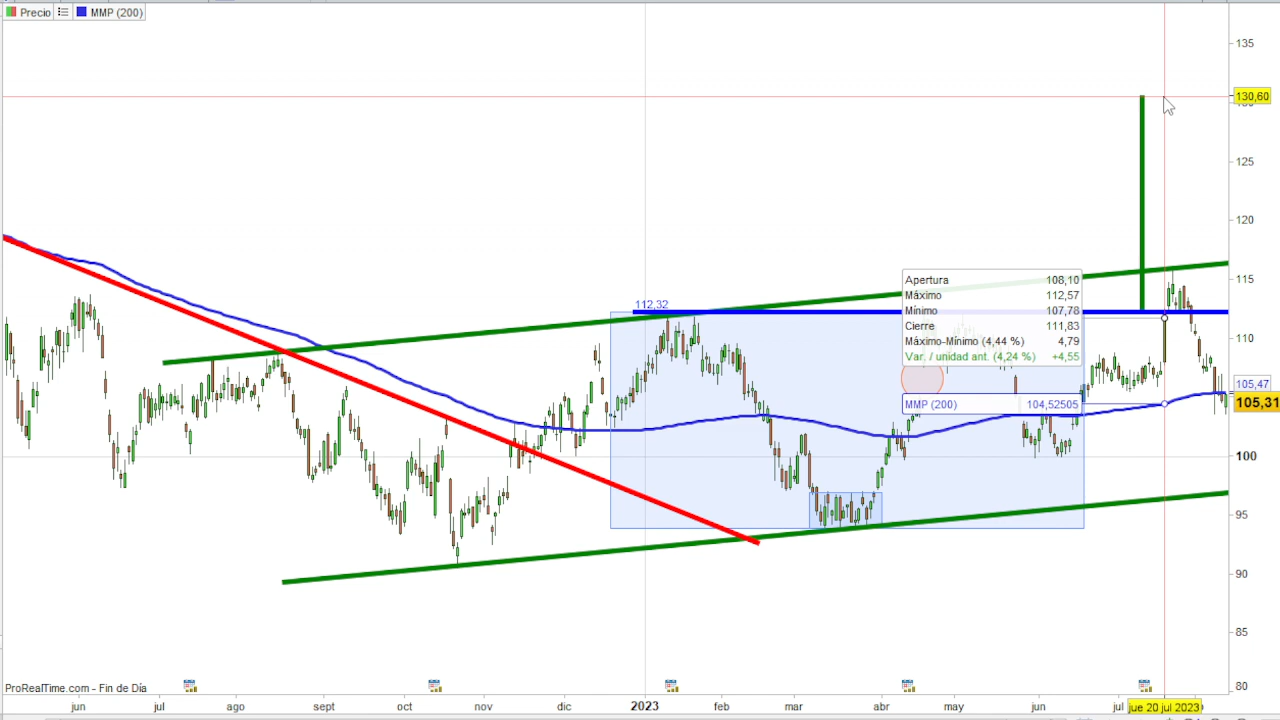 Precio
MMP (200)
135
130,60
125
120
115
110
105,47
105,31
100
95
90
85
80
112,32
Apertura 108,10
Máximo 112,57
Mínimo 107,78
Cierre 111,83
Máximo-Mínimo (4,44 %) 4,79
Var. / unidad ant. (4,24 %) +4,55
MMP (200) 104,52505
ProRealTime.com - Fin de Día
jun jul ago sept oct nov dic 2023 feb mar abr may jun jul jue 20 jul 2023